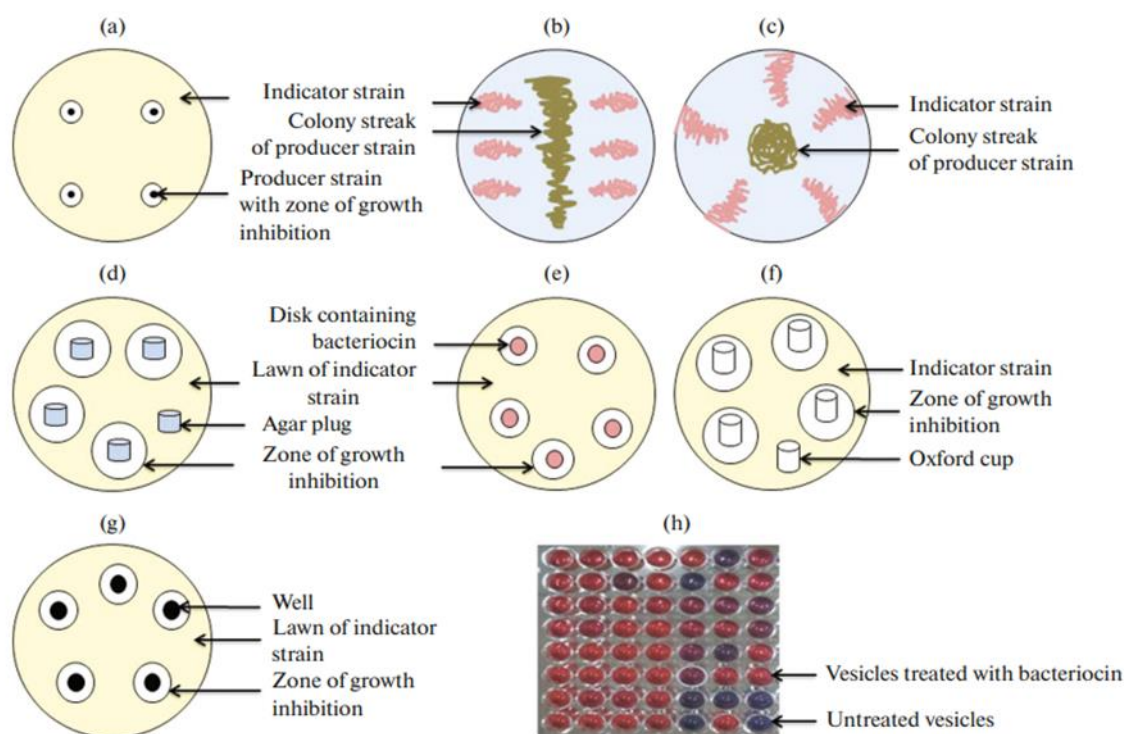 (a)
(b)
(c)
Indicator strain
Colony streak
of producer strain
Producer strain
with zone of growth
inhibition
Indicator strain
Colony streak
of producer strain
(d)
(e)
(f)
Disk containing
bacteriocin
Lawn of indicator
strain
Agar plug
Zone of growth
inhibition
Indicator strain
Zone of growth
inhibition
Oxford cup
(g)
(h)
Well
Lawn of indicator
strain
Zone of growth
inhibition
Vesicles treated with bacteriocin
Untreated vesicles